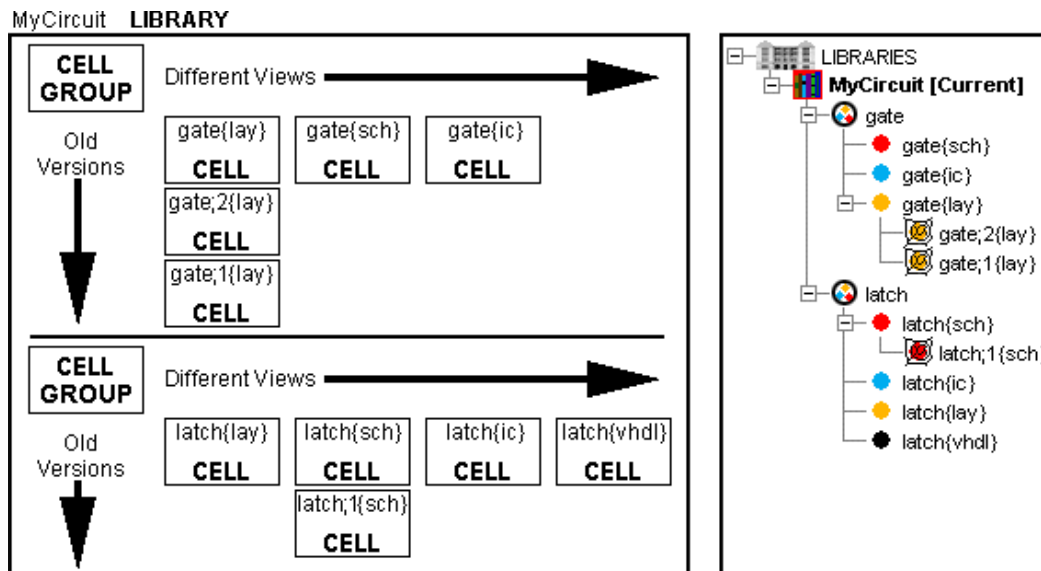 MyCircuit LIBRARY
CELL
GROUP
Different Views
Old
Versions
gate{lay}
CELL
gate{sch}
CELL
gate{ic}
CELL
gate;2{lay}
CELL
gate;1{lay}
CELL
CELL
GROUP
Different Views
Old
Versions
latch{lay}
CELL
latch{sch}
CELL
latch{ic}
CELL
latch{vhdl}
CELL
latch;1{sch}
CELL
LIBRARIES
MyCircuit [Current]
gate
gate{sch}
gate{ic}
gate{lay}
gate;2{lay}
gate;1{lay}
latch
latch{sch}
latch;1{sch}
latch{ic}
latch{lay}
latch{vhdl}